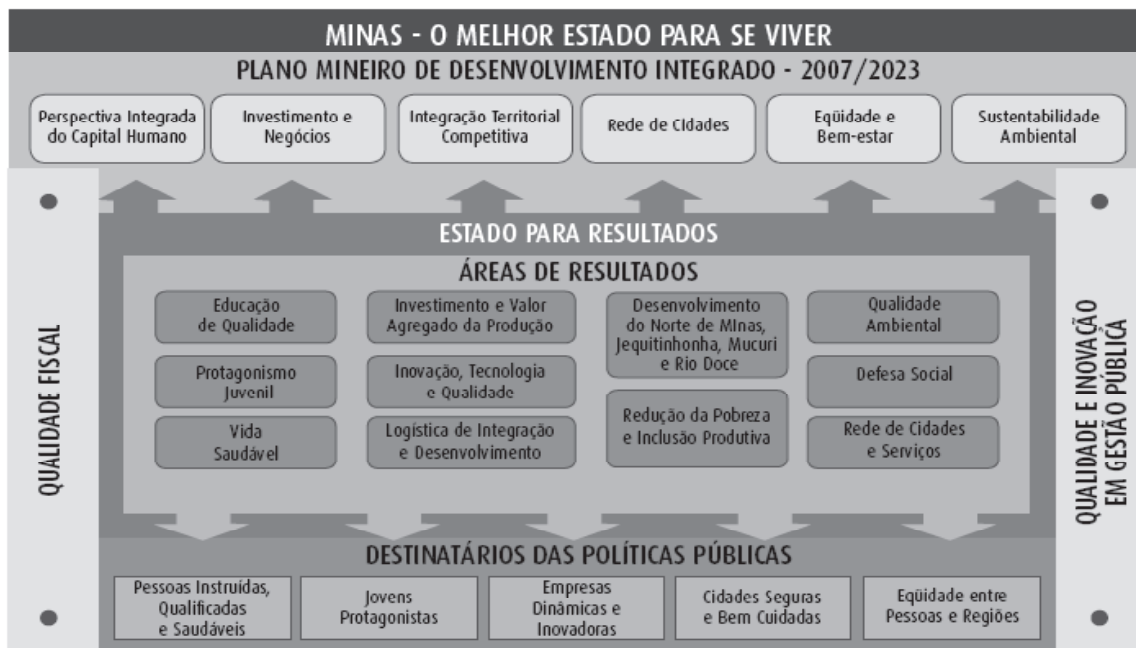 MINAS - O MELHOR ESTADO PARA SE VIVER
PLANO MINEIRO DE DESENVOLVIMENTO INTEGRADO - 2007/2023
Perspectiva Integrada
do Capital Humano
Investimento e
Negócios
Integração Territorial
Competitiva
Rede de Cidades
Eqüidade e
Bem-estar
Sustentabilidade
Ambiental
QUALIDADE FISCAL
ESTADO PARA RESULTADOS
ÁREAS DE RESULTADOS
Educação
de Qualidade
Protagonismo
Juvenil
Vida
Saudável
Investimento e Valor
Agregado da Produção
Inovação, Tecnologia
e Qualidade
Logística de Integração
e Desenvolvimento
Desenvolvimento
do Norte de Minas,
Jequitinhonha, Mucuri
e Rio Doce
Redução da Pobreza
e Inclusão Produtiva
Qualidade
Ambiental
Defesa Social
Rede de Cidades
e Serviços
QUALIDADE E INOVAÇÃO
EM GESTÃO PÚBLICA
DESTINATÁRIOS DAS POLÍTICAS PÚBLICAS
Pessoas Instruídas,
Qualificadas
e Saudáveis
Jovens
Protagonistas
Empresas
Dinâmicas e
Inovadoras
Cidades Seguras
e Bem Cuidadas
Eqüidade entre
Pessoas e Regiões